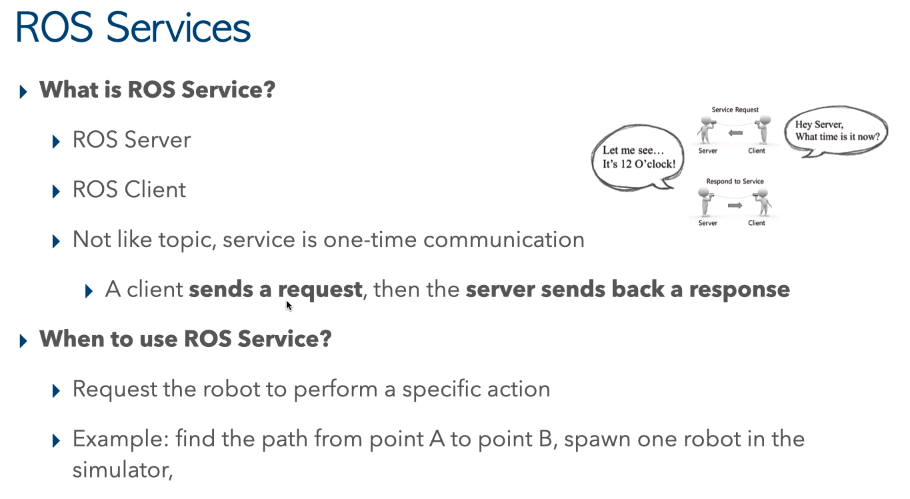 ROS Services
What is ROS Service?
ROS Server
ROS Client
Not like topic, service is one-time communication
A client sends a request, then the server sends back a response
When to use ROS Service?
Request the robot to perform a specific action
Example: find the path from point A to point B, spawn one robot in the
simulator,
Service Request
Hey Server,
What time is it now?
Server
Client
Let me see...
It's 12 O'clock!
Respond to Service
Server
Client